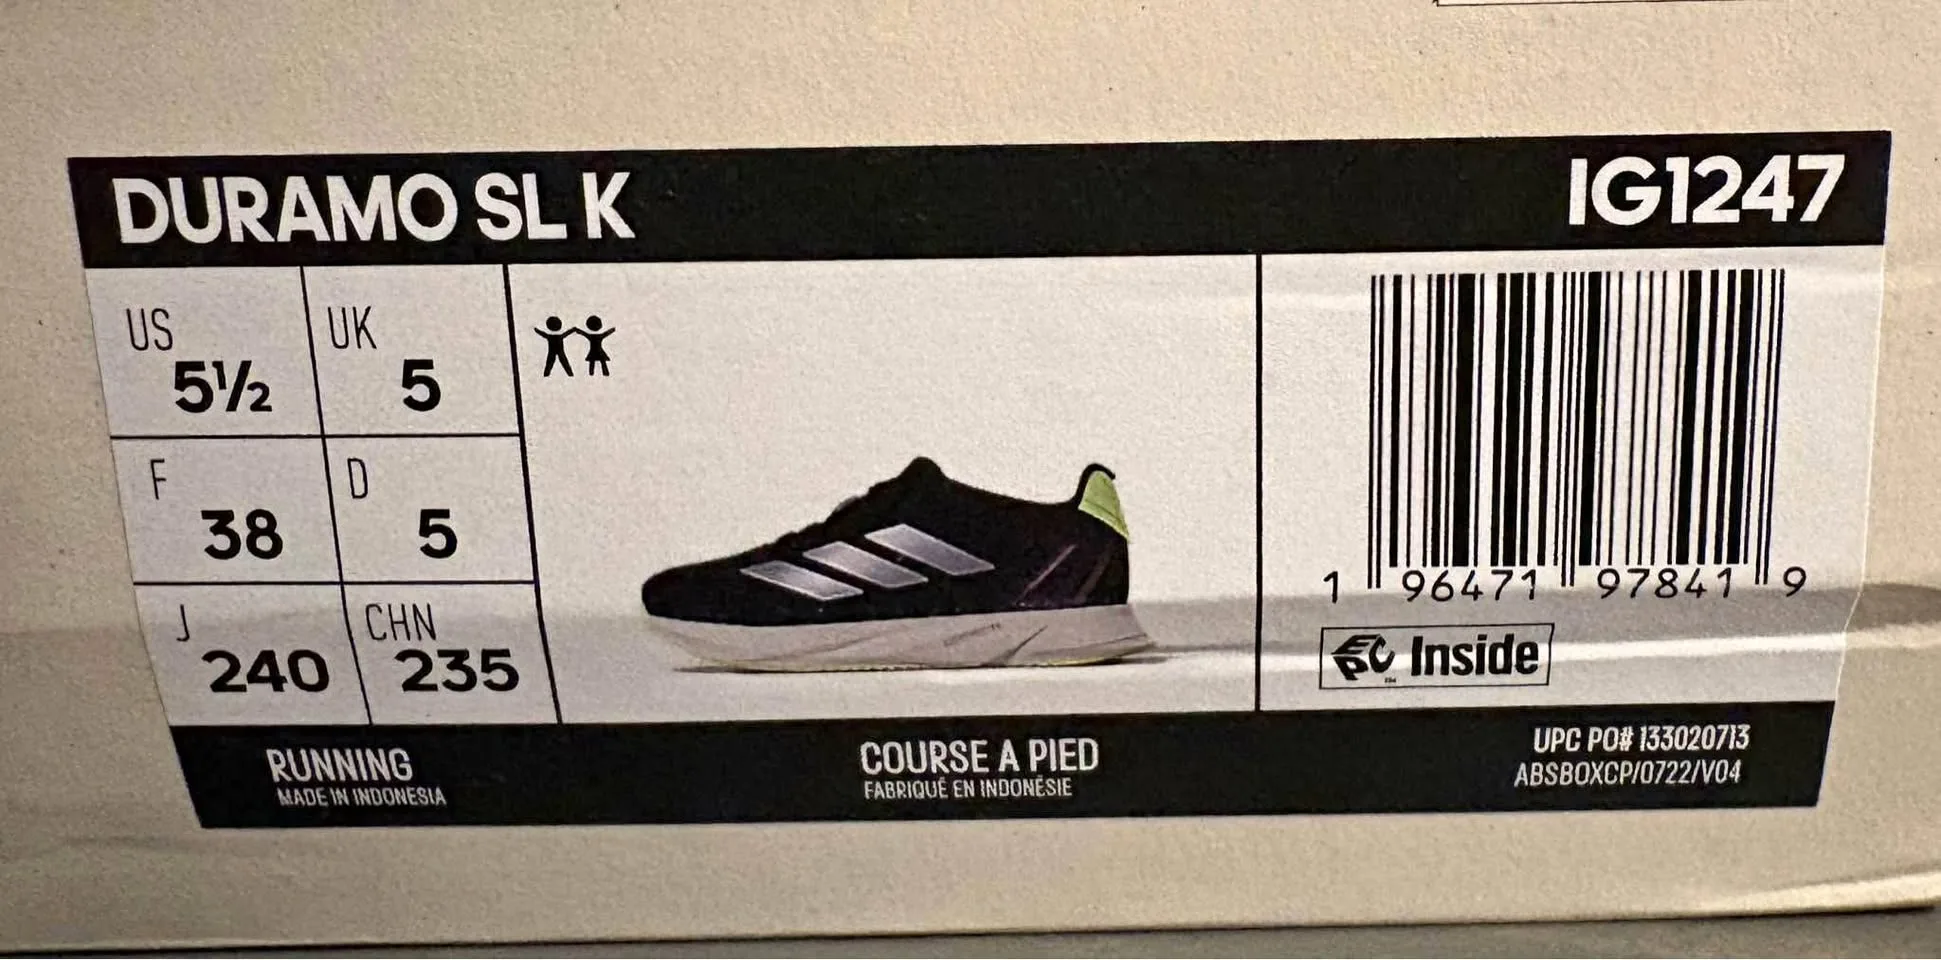 DURAMO SL K
IG1247
US 5½
UK 5
F 38
D 5
J 240
CHN 235
1 96471 97841 9
EPC Inside
RUNNING
MADE IN INDONESIA
COURSE A PIED
FABRIQUÉ EN INDONÉSIE
UPC PO# 133020713
ABSBOXCP/0722/V04